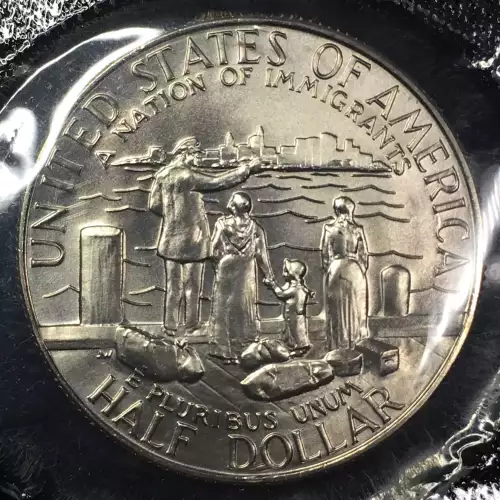 UNITED STATES OF AMERICA
A NATION OF IMMIGRANTS
E PLURIBUS UNUM
HALF DOLLAR